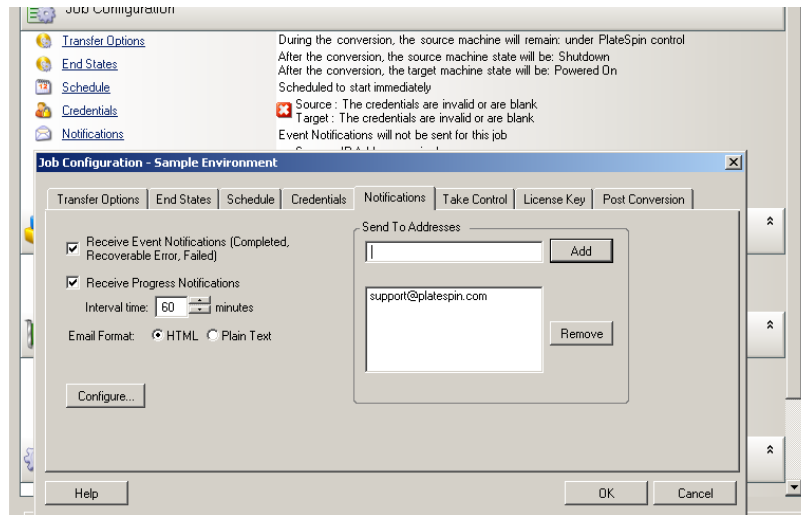 Job Configuration
Transfer Options During the conversion, the source machine will remain: under PlateSpin control
End States After the conversion, the source machine state will be: Shutdown
After the conversion, the target machine state will be: Powered On
Schedule Scheduled to start immediately
Credentials Source : The credentials are invalid or are blank
Target : The credentials are invalid or are blank
Notifications Event Notifications will not be sent for this job
Job Configuration - Sample Environment
Transfer Options End States Schedule Credentials Notifications Take Control License Key Post Conversion
Send To Addresses
Receive Event Notifications (Completed,
Recoverable Error, Failed)
Add
Receive Progress Notifications
Interval time: 60 minutes
support@platespin.com
Email Format: HTML Plain Text
Remove
Configure...
Help OK Cancel